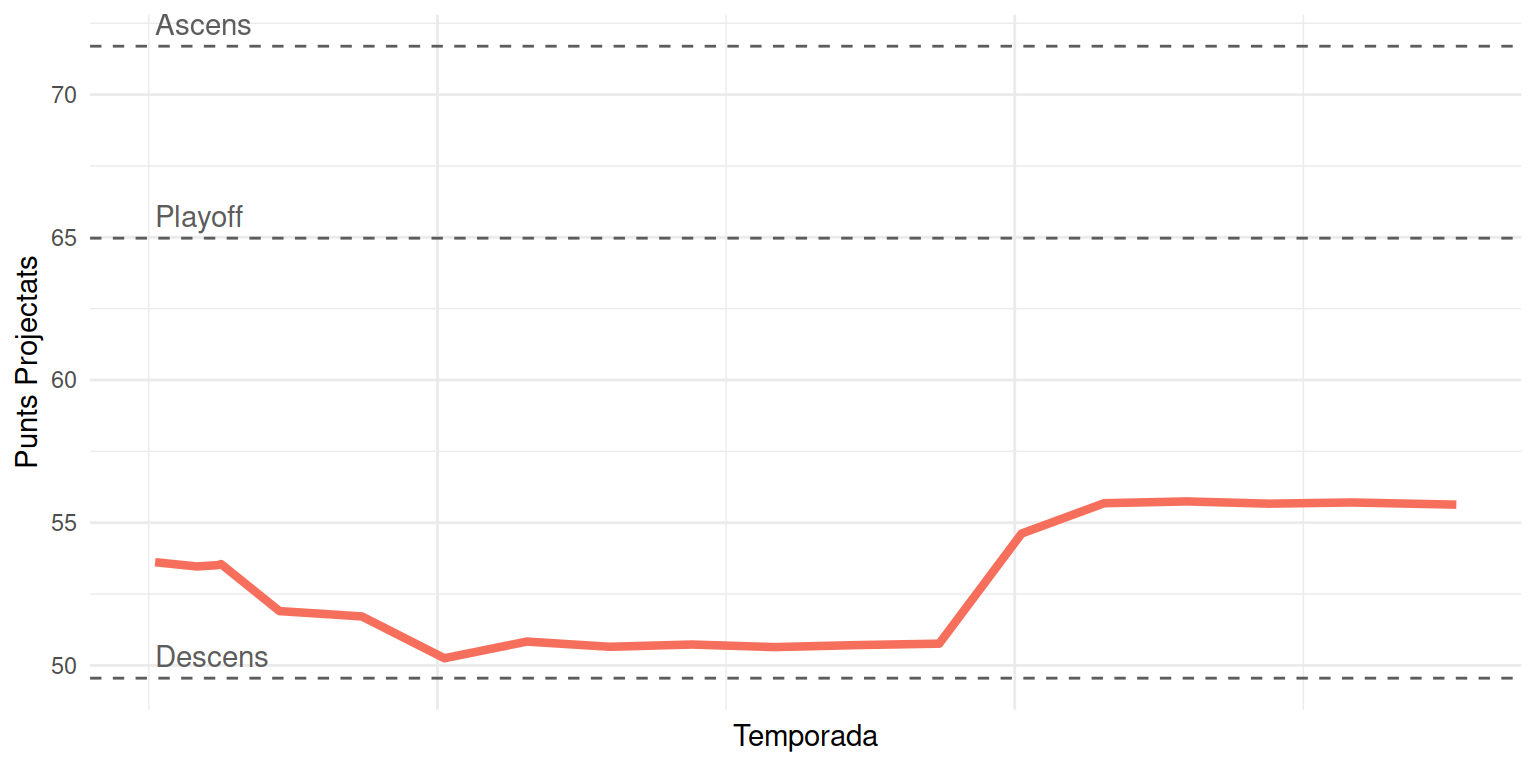 Ascens
70
Playoff
65
Punts Projectats
60
55
Descens
50
Temporada